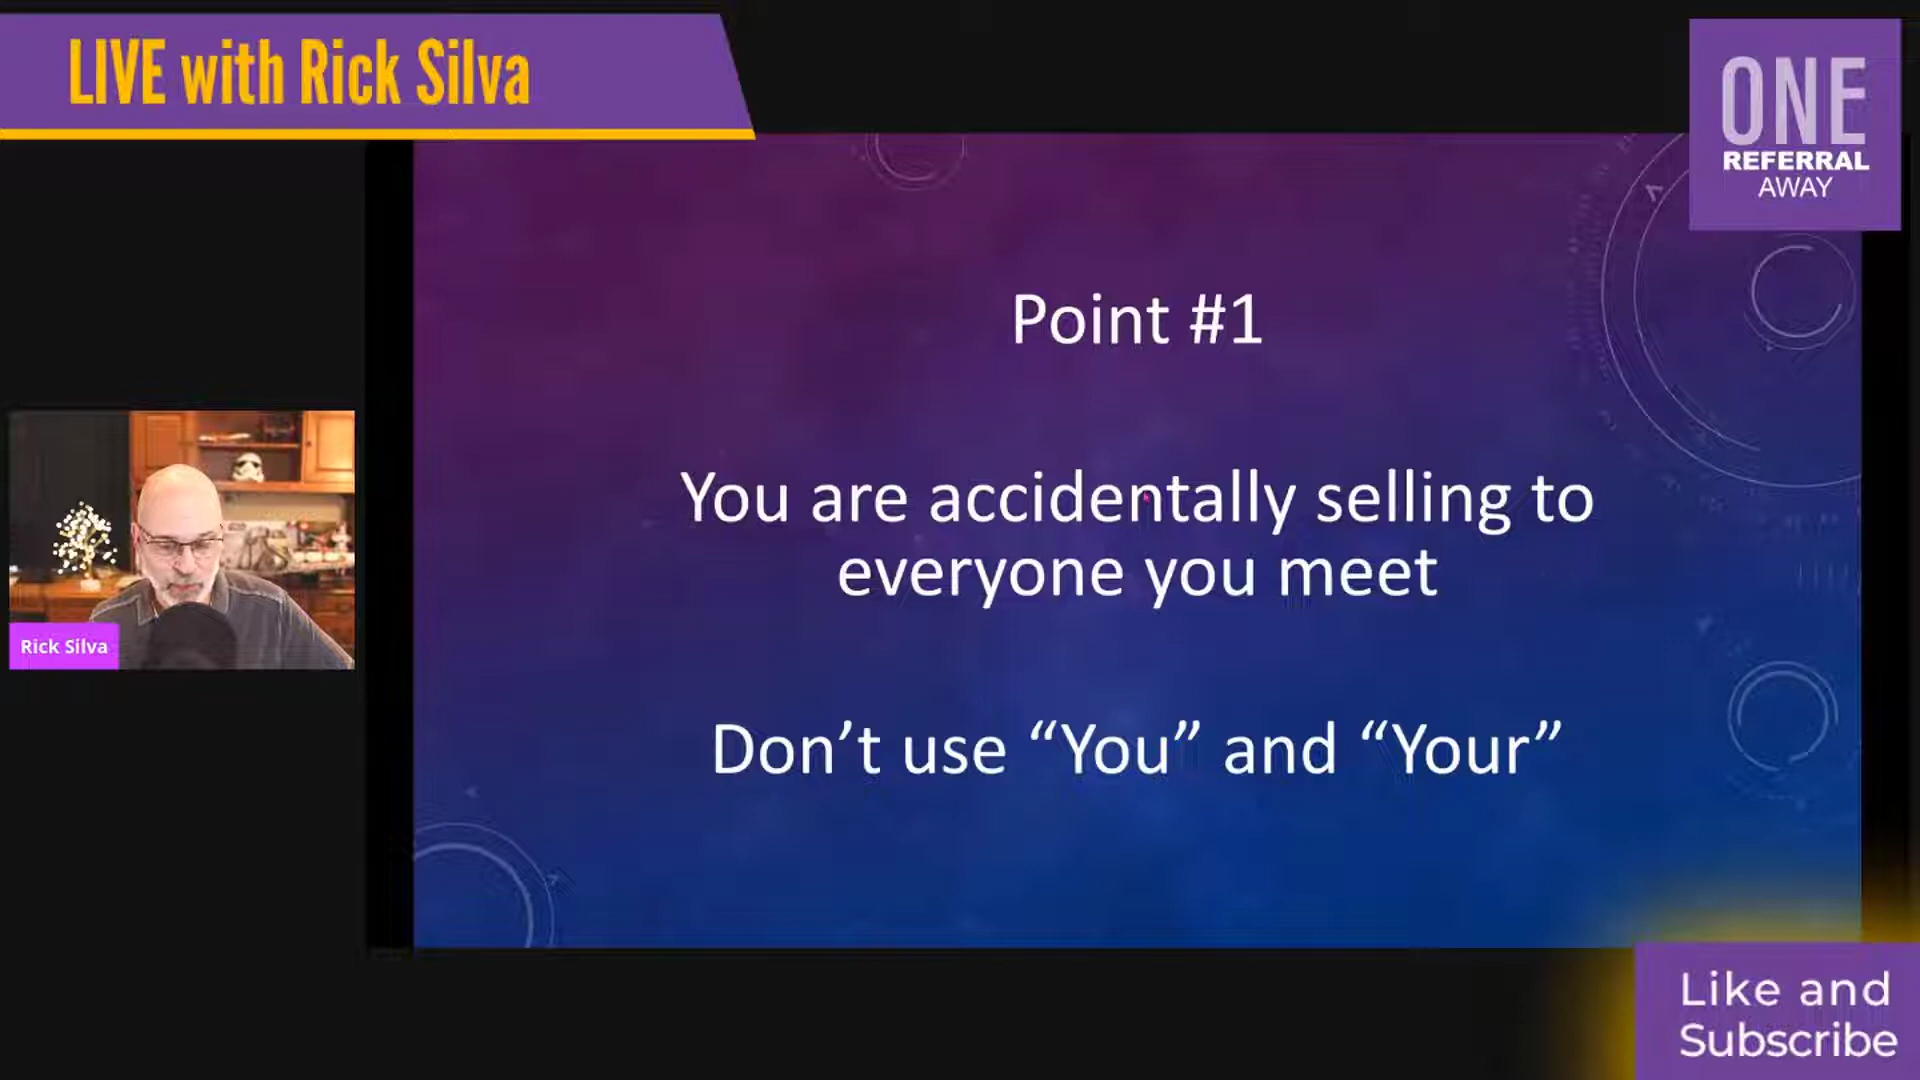 LIVE with Rick Silva
ONE
REFERRAL
AWAY
Point #1
You are accidentally selling to
everyone you meet
Don’t use “You” and “Your”
Rick Silva
Like and
Subscribe